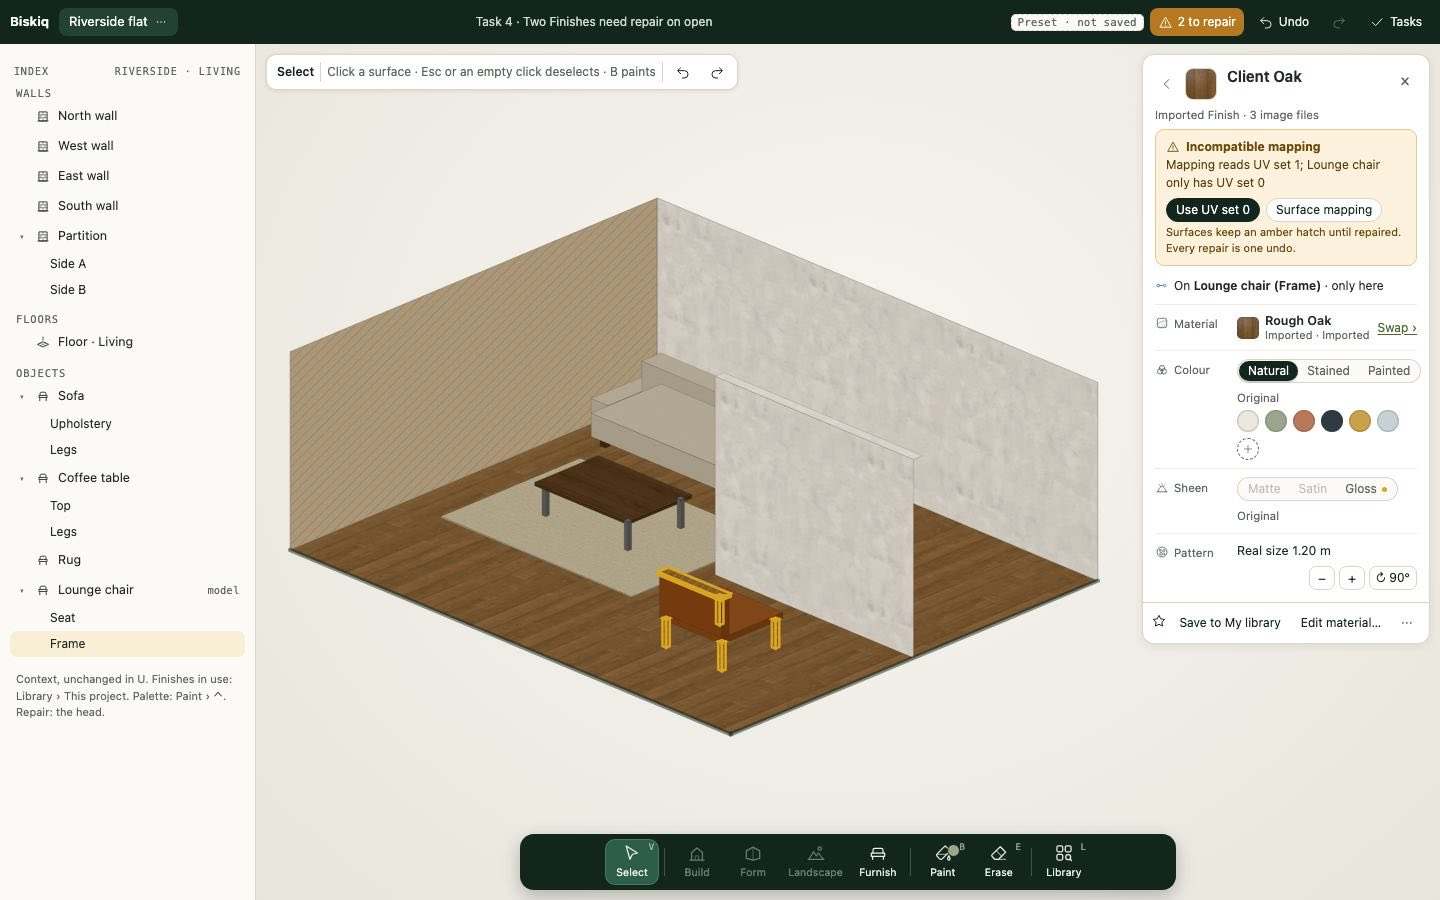 Biskiq
Riverside flat ···
Task 4 · Two Finishes need repair on open
Preset · not saved
2 to repair
Undo
Tasks
INDEX
RIVERSIDE · LIVING
WALLS
North wall
West wall
East wall
South wall
Partition
Side A
Side B
FLOORS
Floor · Living
OBJECTS
Sofa
Upholstery
Legs
Coffee table
Top
Legs
Rug
Lounge chair model
Seat
Frame
Context, unchanged in U. Finishes in use:
Library › This project. Palette: Paint › ^.
Repair: the head.
Select
Click a surface · Esc or an empty click deselects · B paints
Client Oak
Imported Finish · 3 image files
Incompatible mapping
Mapping reads UV set 1; Lounge chair
only has UV set 0
Use UV set 0
Surface mapping
Surfaces keep an amber hatch until repaired.
Every repair is one undo.
On Lounge chair (Frame) · only here
Material
Rough Oak
Imported · Imported
Swap ›
Colour
Natural
Stained
Painted
Original
Sheen
Matte
Satin
Gloss
Original
Pattern
Real size 1.20 m
− + ↻ 90°
Save to My library
Edit material...
···
Select V
Build
Form
Landscape
Furnish
Paint B
Erase E
Library L